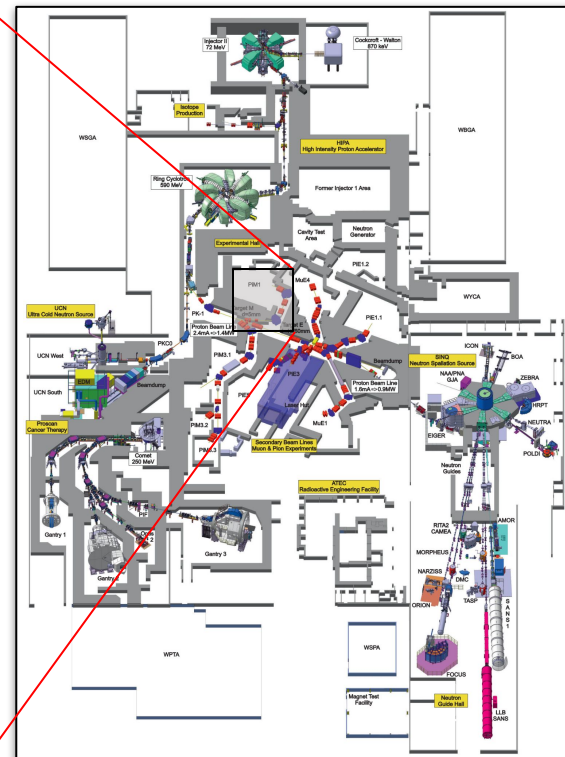 Injector II
72 MeV
Cockcroft - Walton
870 keV
Isotope
Production
WSGA
WBGA
HIPA
High Intensity Proton Accelerator
Ring Cyclotron
590 MeV
Former Injector 1 Area
Cavity Test
Area
Neutron
Generator
Experimental Hall
PiE1.2
PiM1
MuE4
WYCA
UCN
Ultra Cold Neutron Source
PK-1
Target M
PiE1.1
Proton Beam Line
2.4mA<>1.4MW
PKC0
UCN West
PiM3.1
ICON
SINQ
Neutron Spallation Source
BOA
NAA/PNA
GJA
ZEBRA
EDM
Beamdump
UCN South
PiE3
Beamdump
Proton Beam Line
1.6mA<>0.9MW
HRPT
Laser Hut
Proscan
Cancer Therapy
PiM3.2
MuE1
NEUTRA
EIGER
POLDI
Comet
250 MeV
Secondary Beam Lines
Muon & Pion Experiments
Neutron
Guides
ATEC
Radioactive Engineering Facility
PIF
Gantry 1
Gantry 3
AMOR
RITA2
CAMEA
MORPHEUS
NARZISS
DMC
TASP
ORION
SANS1
WPTA
WSPA
FOCUS
Magnet Test
Facility
Neutron
Guide Hall
LLB
SANS